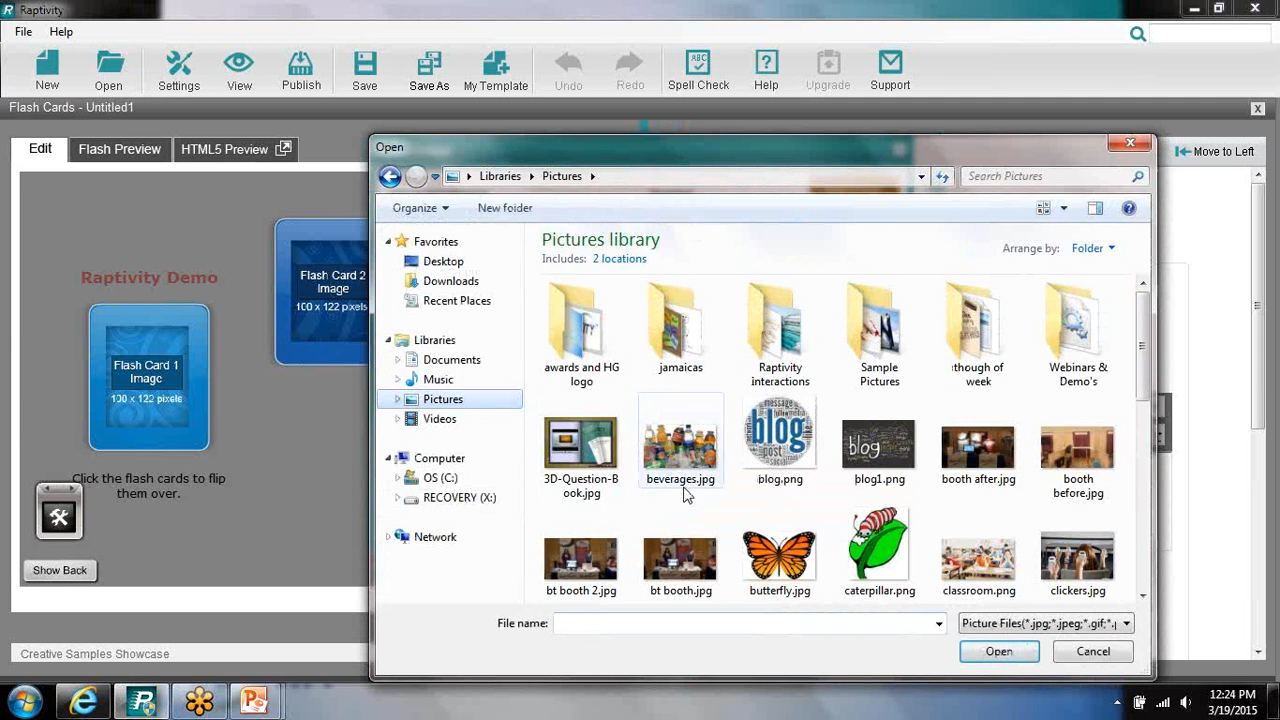 Raptivity
File Help
New Open Settings View Publish Save Save As My Template Undo Redo Spell Check Help Upgrade Support
Flash Cards - Untitled1
Edit Flash Preview HTML5 Preview
Move to Left
Raptivity Demo
Flash Card 1
Image
100 x 122 pixels
Flash Card 2
Image
100 x 122 pixels
Click the flash cards to flip
them over.
Show Back
Creative Samples Showcase
Open
Libraries Pictures
Search Pictures
Organize New folder
Favorites
Desktop
Downloads
Recent Places
Libraries
Documents
Music
Pictures
Videos
Computer
OS (C:)
RECOVERY (X:)
Network
Pictures library
Includes: 2 locations
Arrange by: Folder
awards and HG
logo
jamaicas
Raptivity
interactions
Sample
Pictures
though of
week
Webinars &
Demo's
3D-Question-B
ook.jpg
beverages.jpg
message
blog
post
blog.png
blog
blog1.png
booth after.jpg
booth
before.jpg
bt booth 2.jpg
bt booth.jpg
butterfly.jpg
caterpillar.png
classroom.png
clickers.jpg
File name:
Picture Files(*.jpg;*.jpeg;*.gif;*.
Open Cancel
12:24 PM
3/19/2015